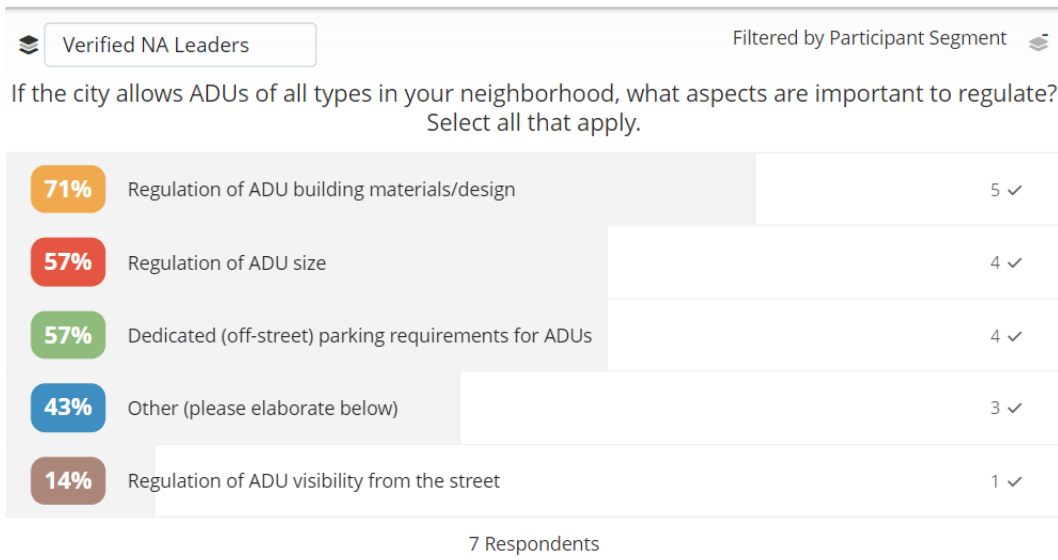 Verified NA Leaders
Filtered by Participant Segment
If the city allows ADUs of all types in your neighborhood, what aspects are important to regulate?
Select all that apply.
71% Regulation of ADU building materials/design 5 ✓
57% Regulation of ADU size 4 ✓
57% Dedicated (off-street) parking requirements for ADUs 4 ✓
43% Other (please elaborate below) 3 ✓
14% Regulation of ADU visibility from the street 1 ✓
7 Respondents